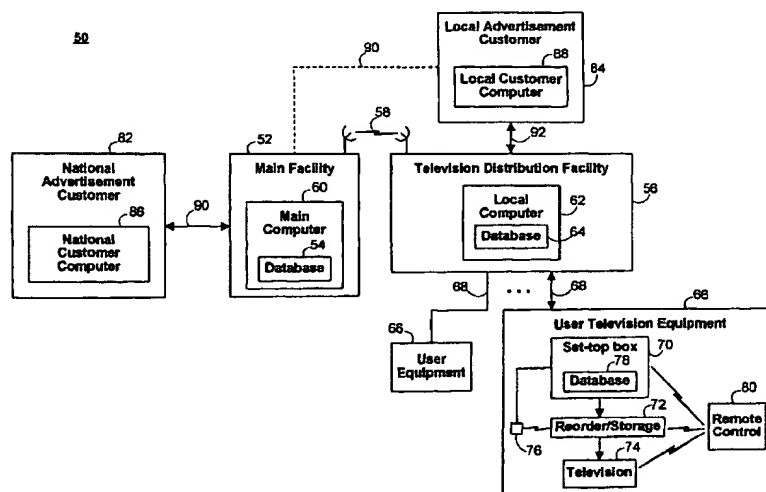 50
Local Advertisement
Customer
88
Local Customer
Computer
84
90
58
92
82
National
Advertisement
Customer
86
National
Customer
Computer
90
52
Main Facility
60
Main
Computer
54
Database
Television Distribution Facility
56
Local
Computer
62
Database
64
68
...
68
66
User
Equipment
66
User Television Equipment
Set-top box
70
78
Database
72
Reorder/Storage
76
74
Television
80
Remote
Control